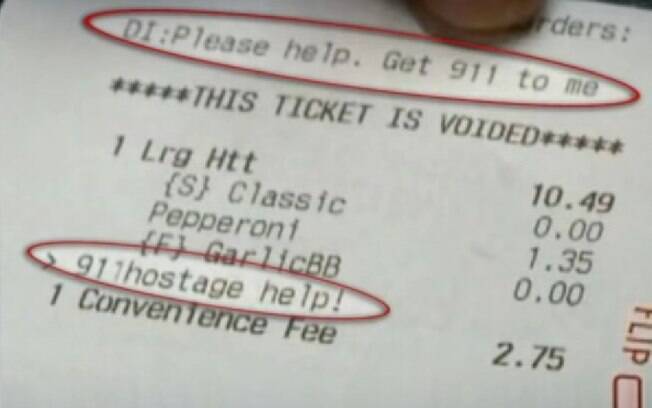 rders:
DI:Please help. Get 911 to me
*****THIS TICKET IS VOIDED*****
1 Lrg Htt 10.49
{S} Classic 0.00
Pepperoni 1.35
{F} GarlicBB 0.00
> 911hostage help!
1 Convenience Fee 2.75
FLIP